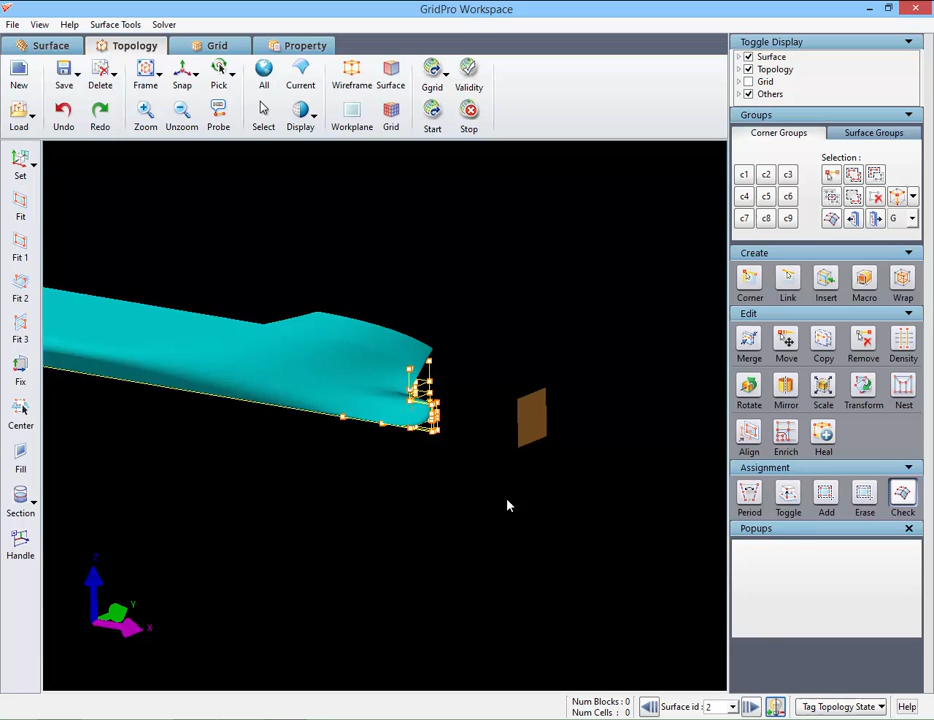 GridPro Workspace
File View Help Surface Tools Solver
Surface Topology Grid Property
New Save Delete Frame Snap Pick All Current Wireframe Surface Ggrid Validity
Load Undo Redo Zoom Unzoom Probe Select Display Workplane Grid Start Stop
Set
Fit
Fit 1
Fit 2
Fit 3
Fix
Center
Fill
Section
Handle
Z
Y
X
Toggle Display
Surface
Topology
Grid
Others
Groups
Corner Groups Surface Groups
Selection :
c1 c2 c3
c4 c5 c6
c7 c8 c9 G
Create
Corner Link Insert Macro Wrap
Edit
Merge Move Copy Remove Density
Rotate Mirror Scale Transform Nest
Align Enrich Heal
Assignment
Period Toggle Add Erase Check
Popups
Num Blocks: 0
Num Cells: 0
Surface id: 2 Tag Topology State Help